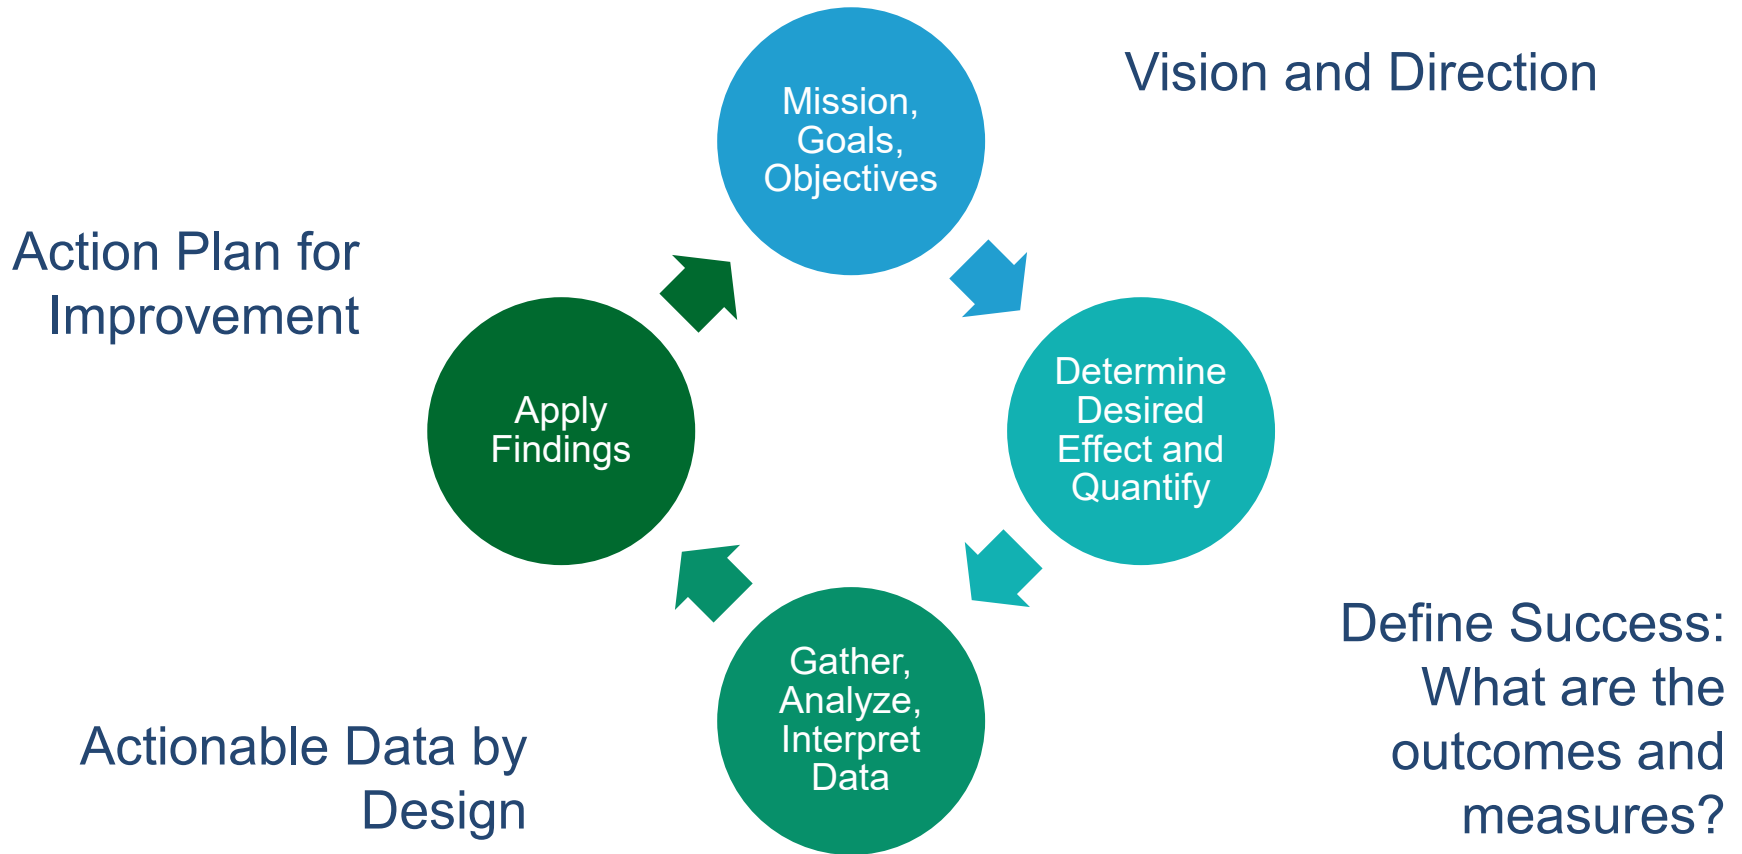 Mission,
Goals,
Objectives
Vision and Direction
Determine
Desired
Effect and
Quantify
Define Success:
What are the
outcomes and
measures?
Gather,
Analyze,
Interpret
Data
Actionable Data by
Design
Apply
Findings
Action Plan for
Improvement